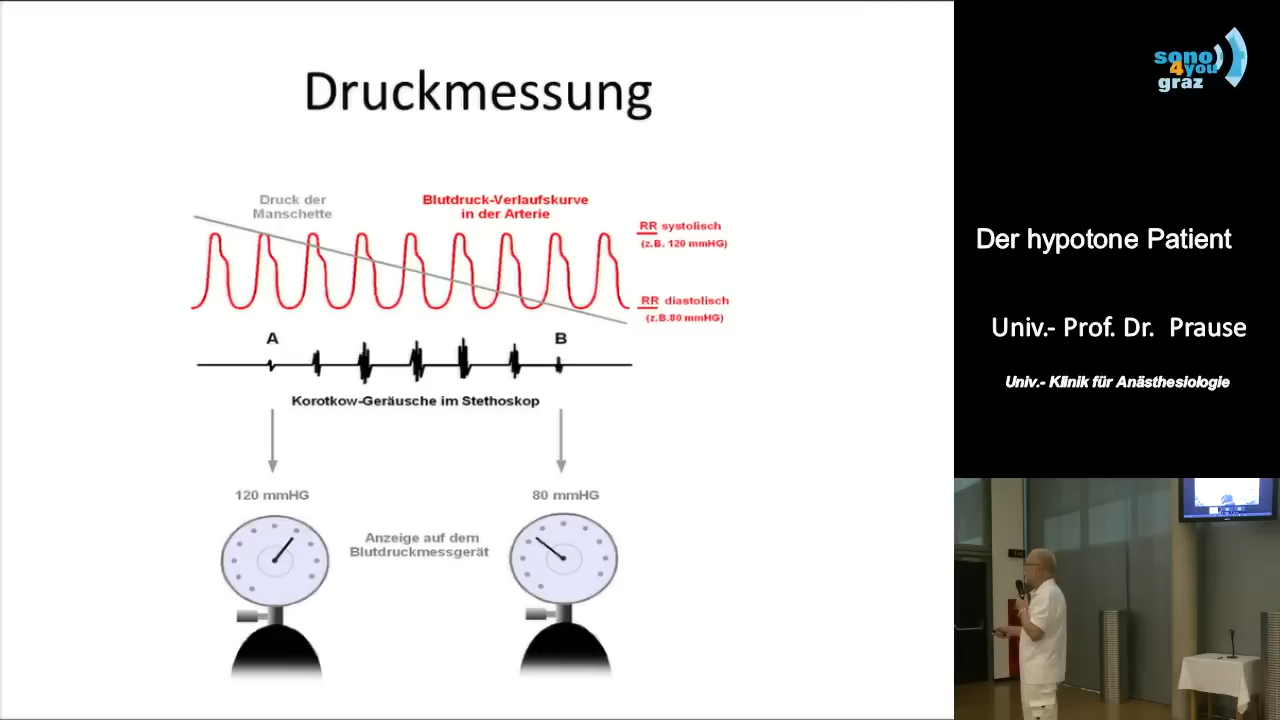 Druckmessung
Druck der
Manschette
Blutdruck-Verlaufskurve
in der Arterie
RR systolisch
(z.B. 120 mmHG)
RR diastolisch
(z.B.80 mmHG)
A
B
Korotkow-Geräusche im Stethoskop
120 mmHG
80 mmHG
Anzeige auf dem
Blutdruckmessgerät
sono
4you
graz
Der hypotone Patient
Univ.- Prof. Dr. Prause
Univ.- Klinik für Anästhesiologie